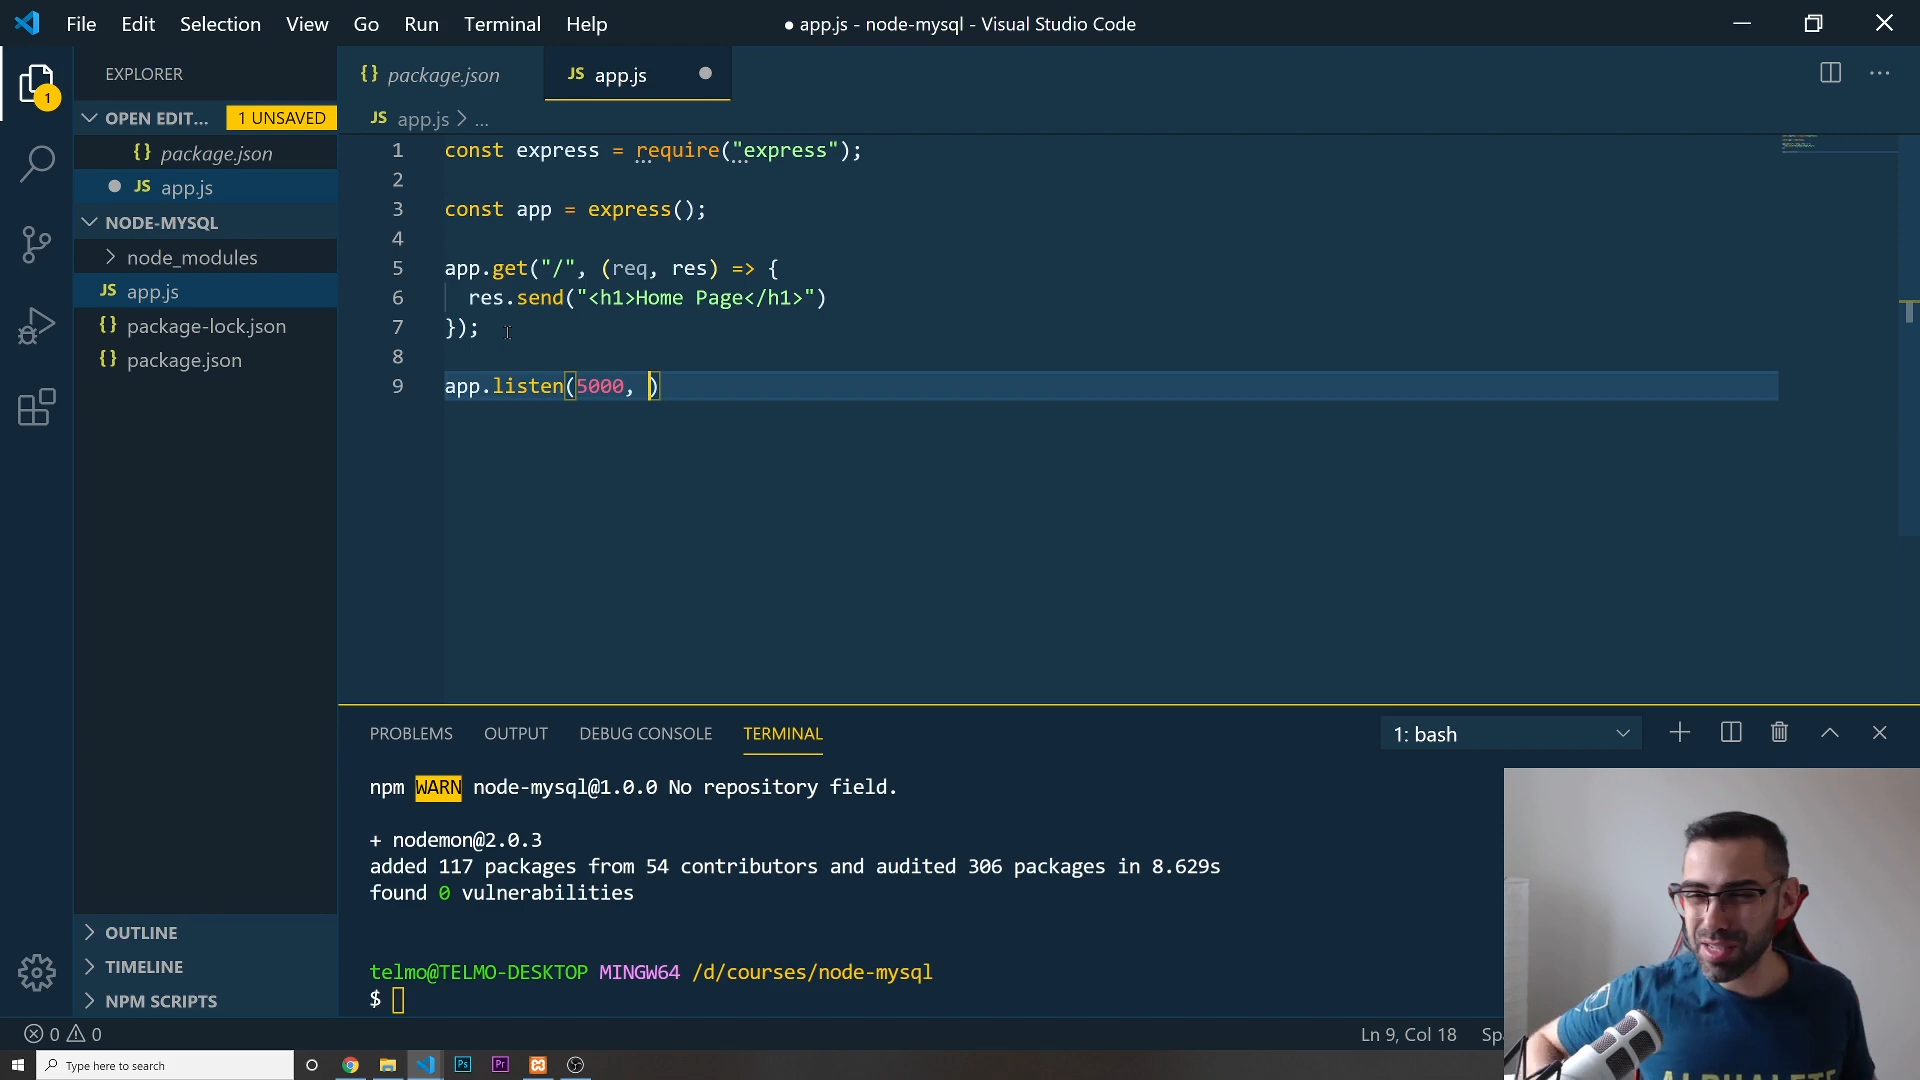 File Edit Selection View Go Run Terminal Help ● app.js - node-mysql - Visual Studio Code
1
EXPLORER
OPEN EDIT... 1 UNSAVED
{} package.json
JS app.js
NODE-MYSQL
node_modules
JS app.js
{} package-lock.json
{} package.json
OUTLINE
TIMELINE
NPM SCRIPTS
{} package.json JS app.js
JS app.js > ...
1 const express = require("express");
2
3 const app = express();
4
5 app.get("/", (req, res) => {
6 res.send("<h1>Home Page</h1>")
7 });
8
9 app.listen(5000, )
PROBLEMS OUTPUT DEBUG CONSOLE TERMINAL 1: bash
npm WARN node-mysql@1.0.0 No repository field.
+ nodemon@2.0.3
added 117 packages from 54 contributors and audited 306 packages in 8.629s
found 0 vulnerabilities
telmo@TELMO-DESKTOP MINGW64 /d/courses/node-mysql
$
0 0 Ln 9, Col 18
Type here to search
Ps Pr